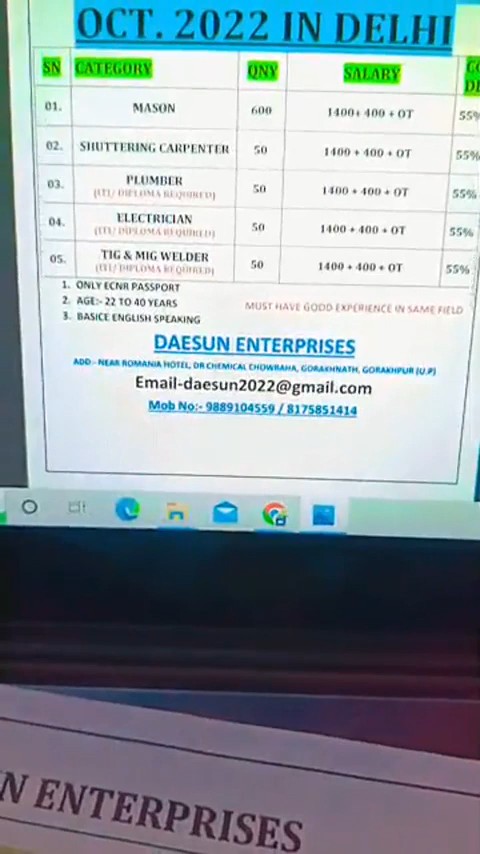 OCT. 2022 IN DELHI
SN CATEGORY QNY SALARY
01. MASON 600 1400+ 400 + OT 55%
02. SHUTTERING CARPENTER 50 1400 + 400 + OT 55%
03. PLUMBER (ITI/ DIPLOMA REQUIRED) 50 1400 + 400 + OT 55%
04. ELECTRICIAN (ITI/ DIPLOMA REQUIRED) 50 1400 + 400 + OT 55%
05. TIG & MIG WELDER (ITI/ DIPLOMA REQUIRED) 50 1400 + 400 + OT 55%
1. ONLY ECNR PASSPORT
2. AGE:- 22 TO 40 YEARS MUST HAVE GOOD EXPERIENCE IN SAME FIELD
3. BASICE ENGLISH SPEAKING
DAESUN ENTERPRISES
ADD:- NEAR ROMANIA HOTEL, DR CHEMICAL CHOWRAHA, GORAKHNATH, GORAKHPUR (U.P)
Email-daesun2022@gmail.com
Mob No:- 9889104559 / 8175851414
N ENTERPRISES